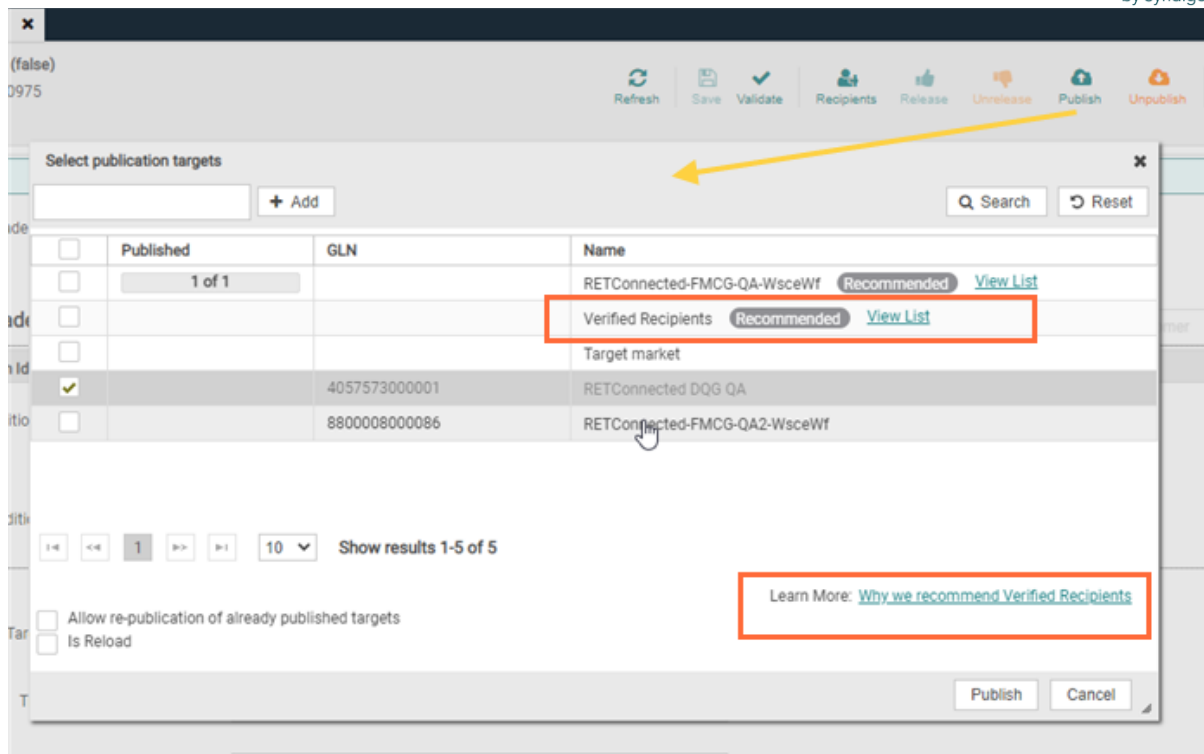 (false)
0975
Refresh
Save
Validate
Recipients
Release
Unrelease
Publish
Unpublish
Select publication targets
+ Add
Search
Reset
Published GLN Name
1 of 1 RETConnected-FMCG-QA-WsceWf Recommended View List
Verified Recipients Recommended View List
Target market
4057573000001 RETConnected DQG QA
8800008000086 RETConnected-FMCG-QA2-WsceWf
1 10 Show results 1-5 of 5
Learn More: Why we recommend Verified Recipients
Allow re-publication of already published targets
Is Reload
Publish
Cancel